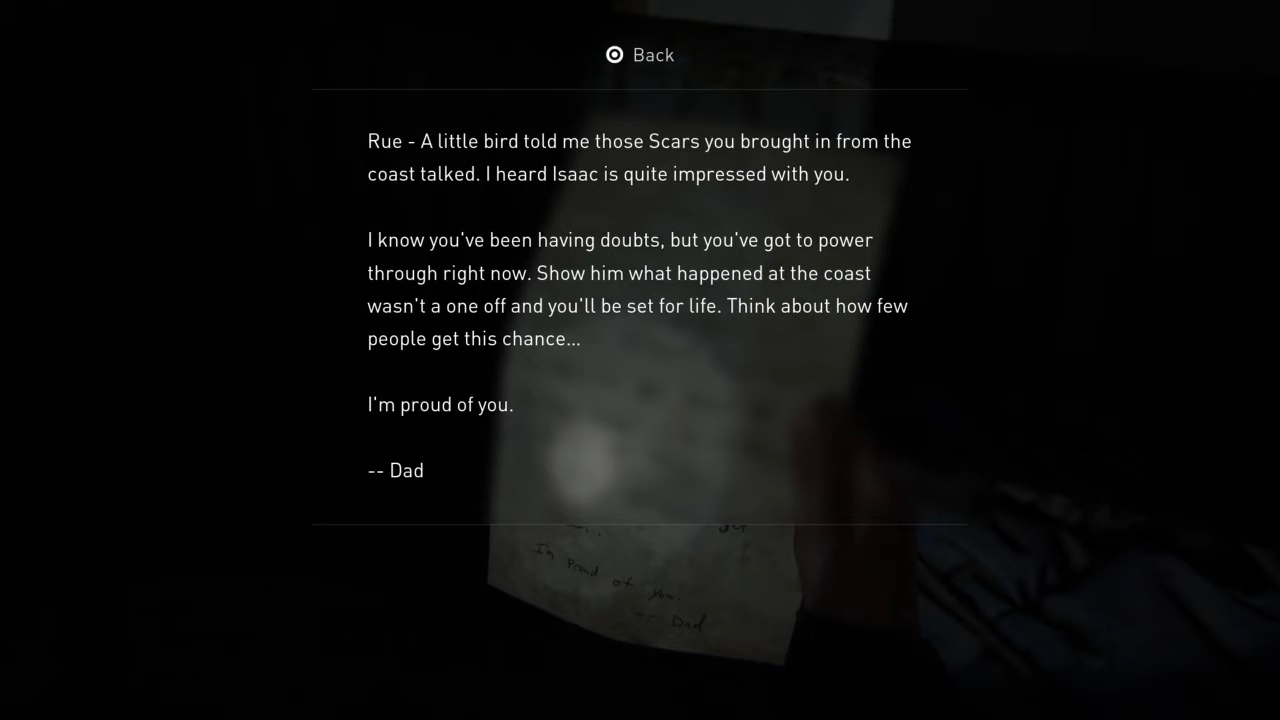 Back
Rue - A little bird told me those Scars you brought in from the
coast talked. I heard Isaac is quite impressed with you.
I know you've been having doubts, but you've got to power
through right now. Show him what happened at the coast
wasn't a one off and you'll be set for life. Think about how few
people get this chance...
I'm proud of you.
-- Dad
get
I'm Proud of you.
-- Dad